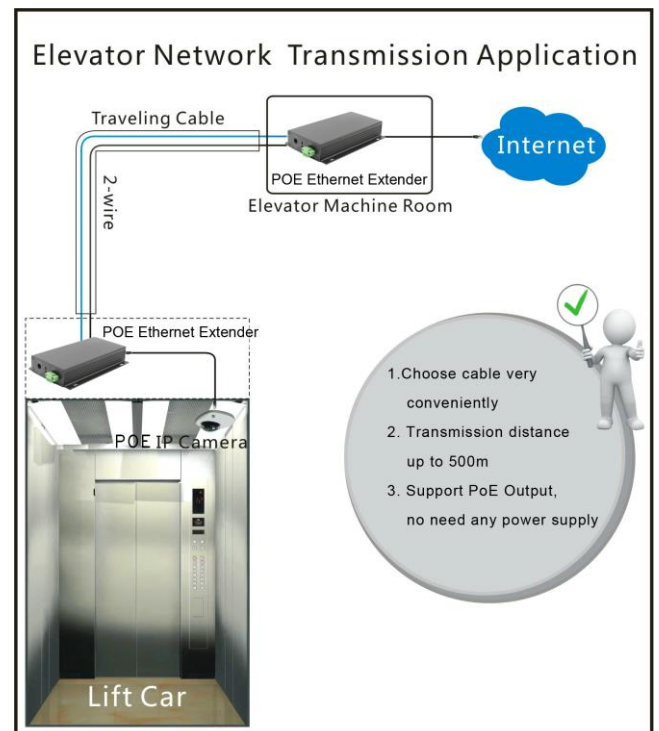 Elevator Network Transmission Application
Traveling Cable
Internet
POE Ethernet Extender
Elevator Machine Room
2-wire
POE Ethernet Extender
POE IP Camera
1.Choose cable very
conveniently
2. Transmission distance
up to 500m
3. Support PoE Output,
no need any power supply
Lift Car